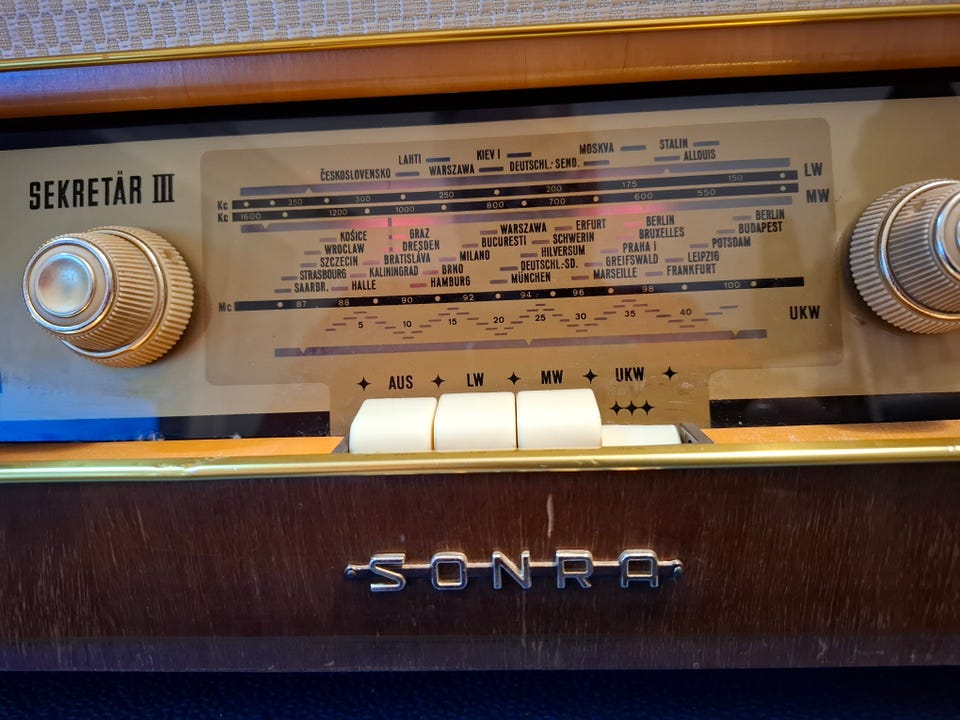 SEKRETÄR III
LAHTI KIEV I MOSKVA STALIN
ČESKOSLOVENSKO WARSZAWA DEUTSCHL.-SEND. ALLOUIS
LW
Kc 350 300 250 200 175 150
MW
Kc 1600 1200 1000 800 700 600 550
KOŠICE GRAZ WARSZAWA ERFURT BERLIN BERLIN
WROCLAW DRESDEN BUCURESTI SCHWERIN BRUXELLES BUDAPEST
SZCZECIN BRATISLÁVA MILANO HILVERSUM PRAHA I POTSDAM
STRASBOURG KALININGRAD BRNO DEUTSCHL.-SD. GREIFSWALD LEIPZIG
SAARBR. HALLE HAMBURG MÜNCHEN MARSEILLE FRANKFURT
Mc 87 88 90 92 94 96 98 100
UKW
5 10 15 20 25 30 35 40
AUS LW MW UKW
SONRA